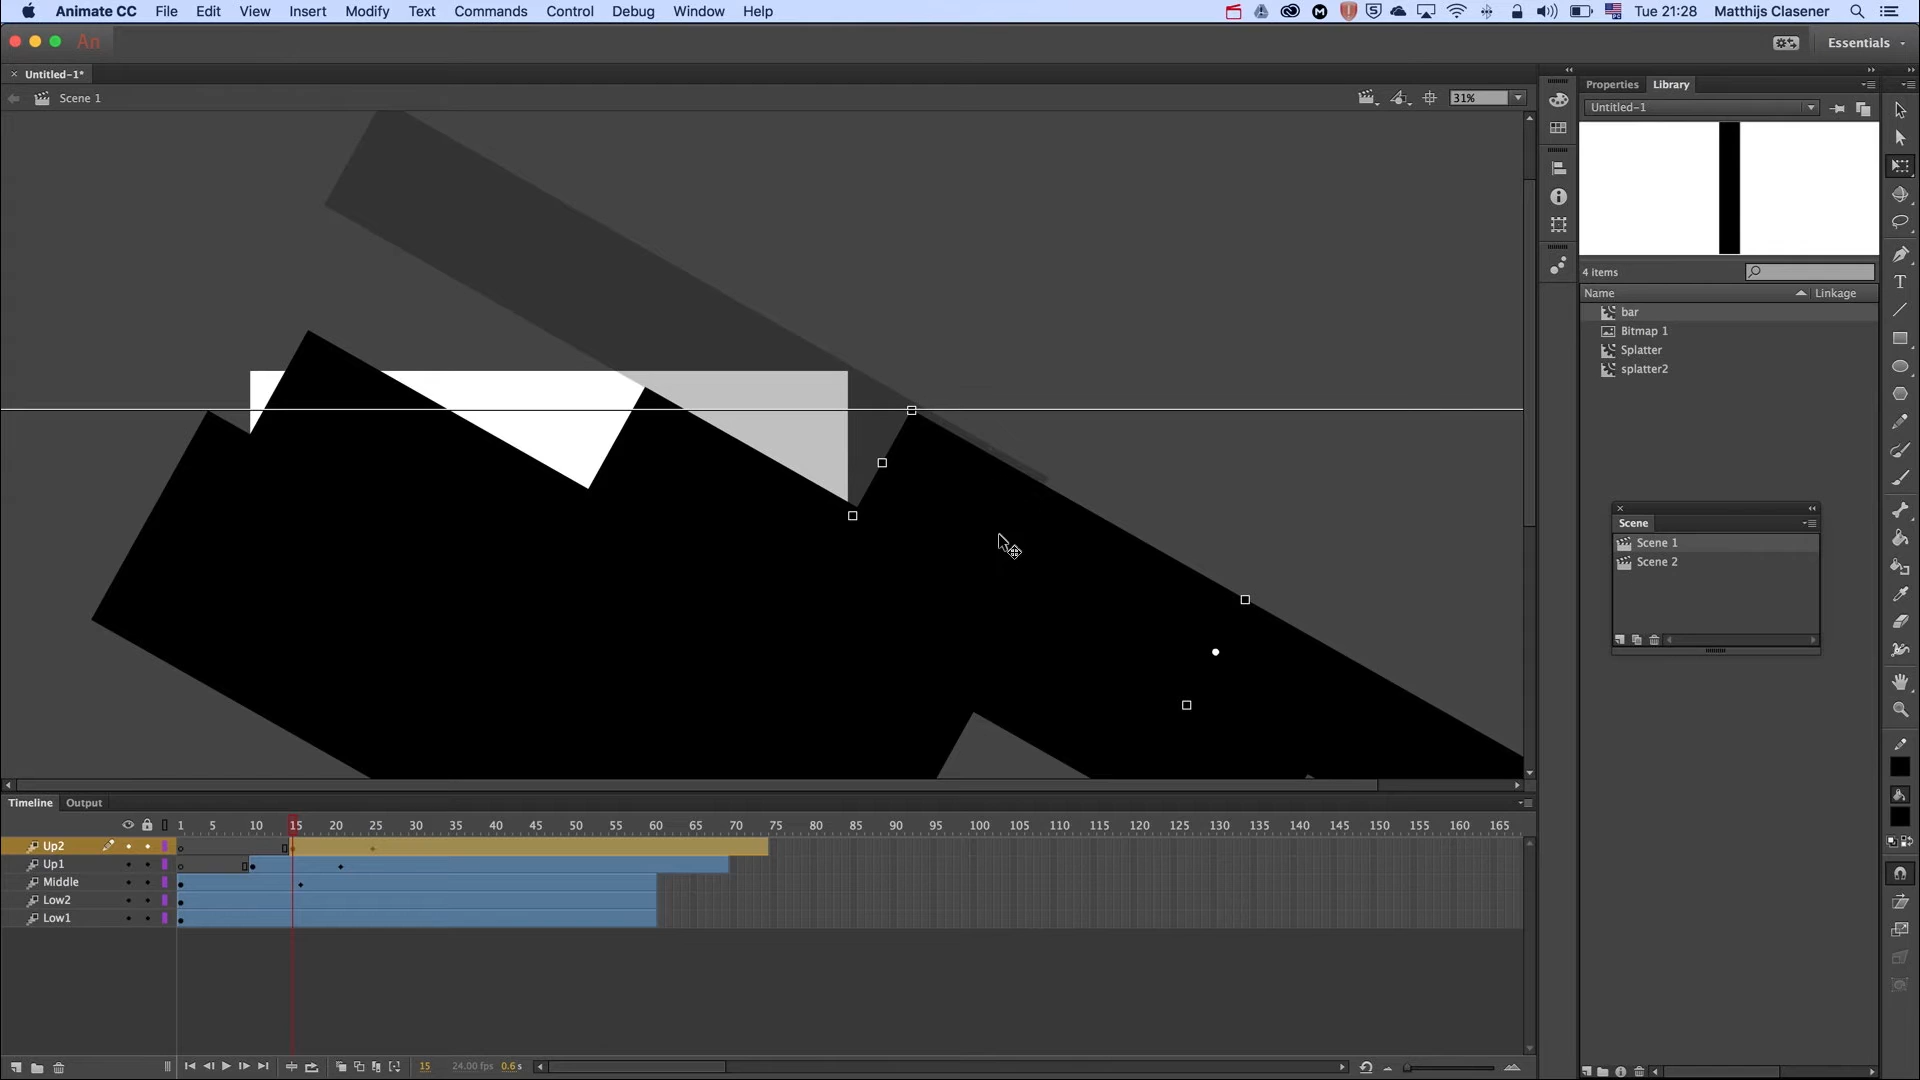 Animate CC File Edit View Insert Modify Text Commands Control Debug Window Help Tue 21:28 Matthijs Clasener
An Essentials
× Untitled-1*
Scene 1 31%
Properties Library
Untitled-1
4 items
Name Linkage
bar
Bitmap 1
Splatter
splatter2
Scene
Scene 1
Scene 2
Timeline Output
1 5 10 15 20 25 30 35 40 45 50 55 60 65 70 75 80 85 90 95 100 105 110 115 120 125 130 135 140 145 150 155 160 165
Up2
Up1
Middle
Low2
Low1
15 24.00 fps 0.6 s